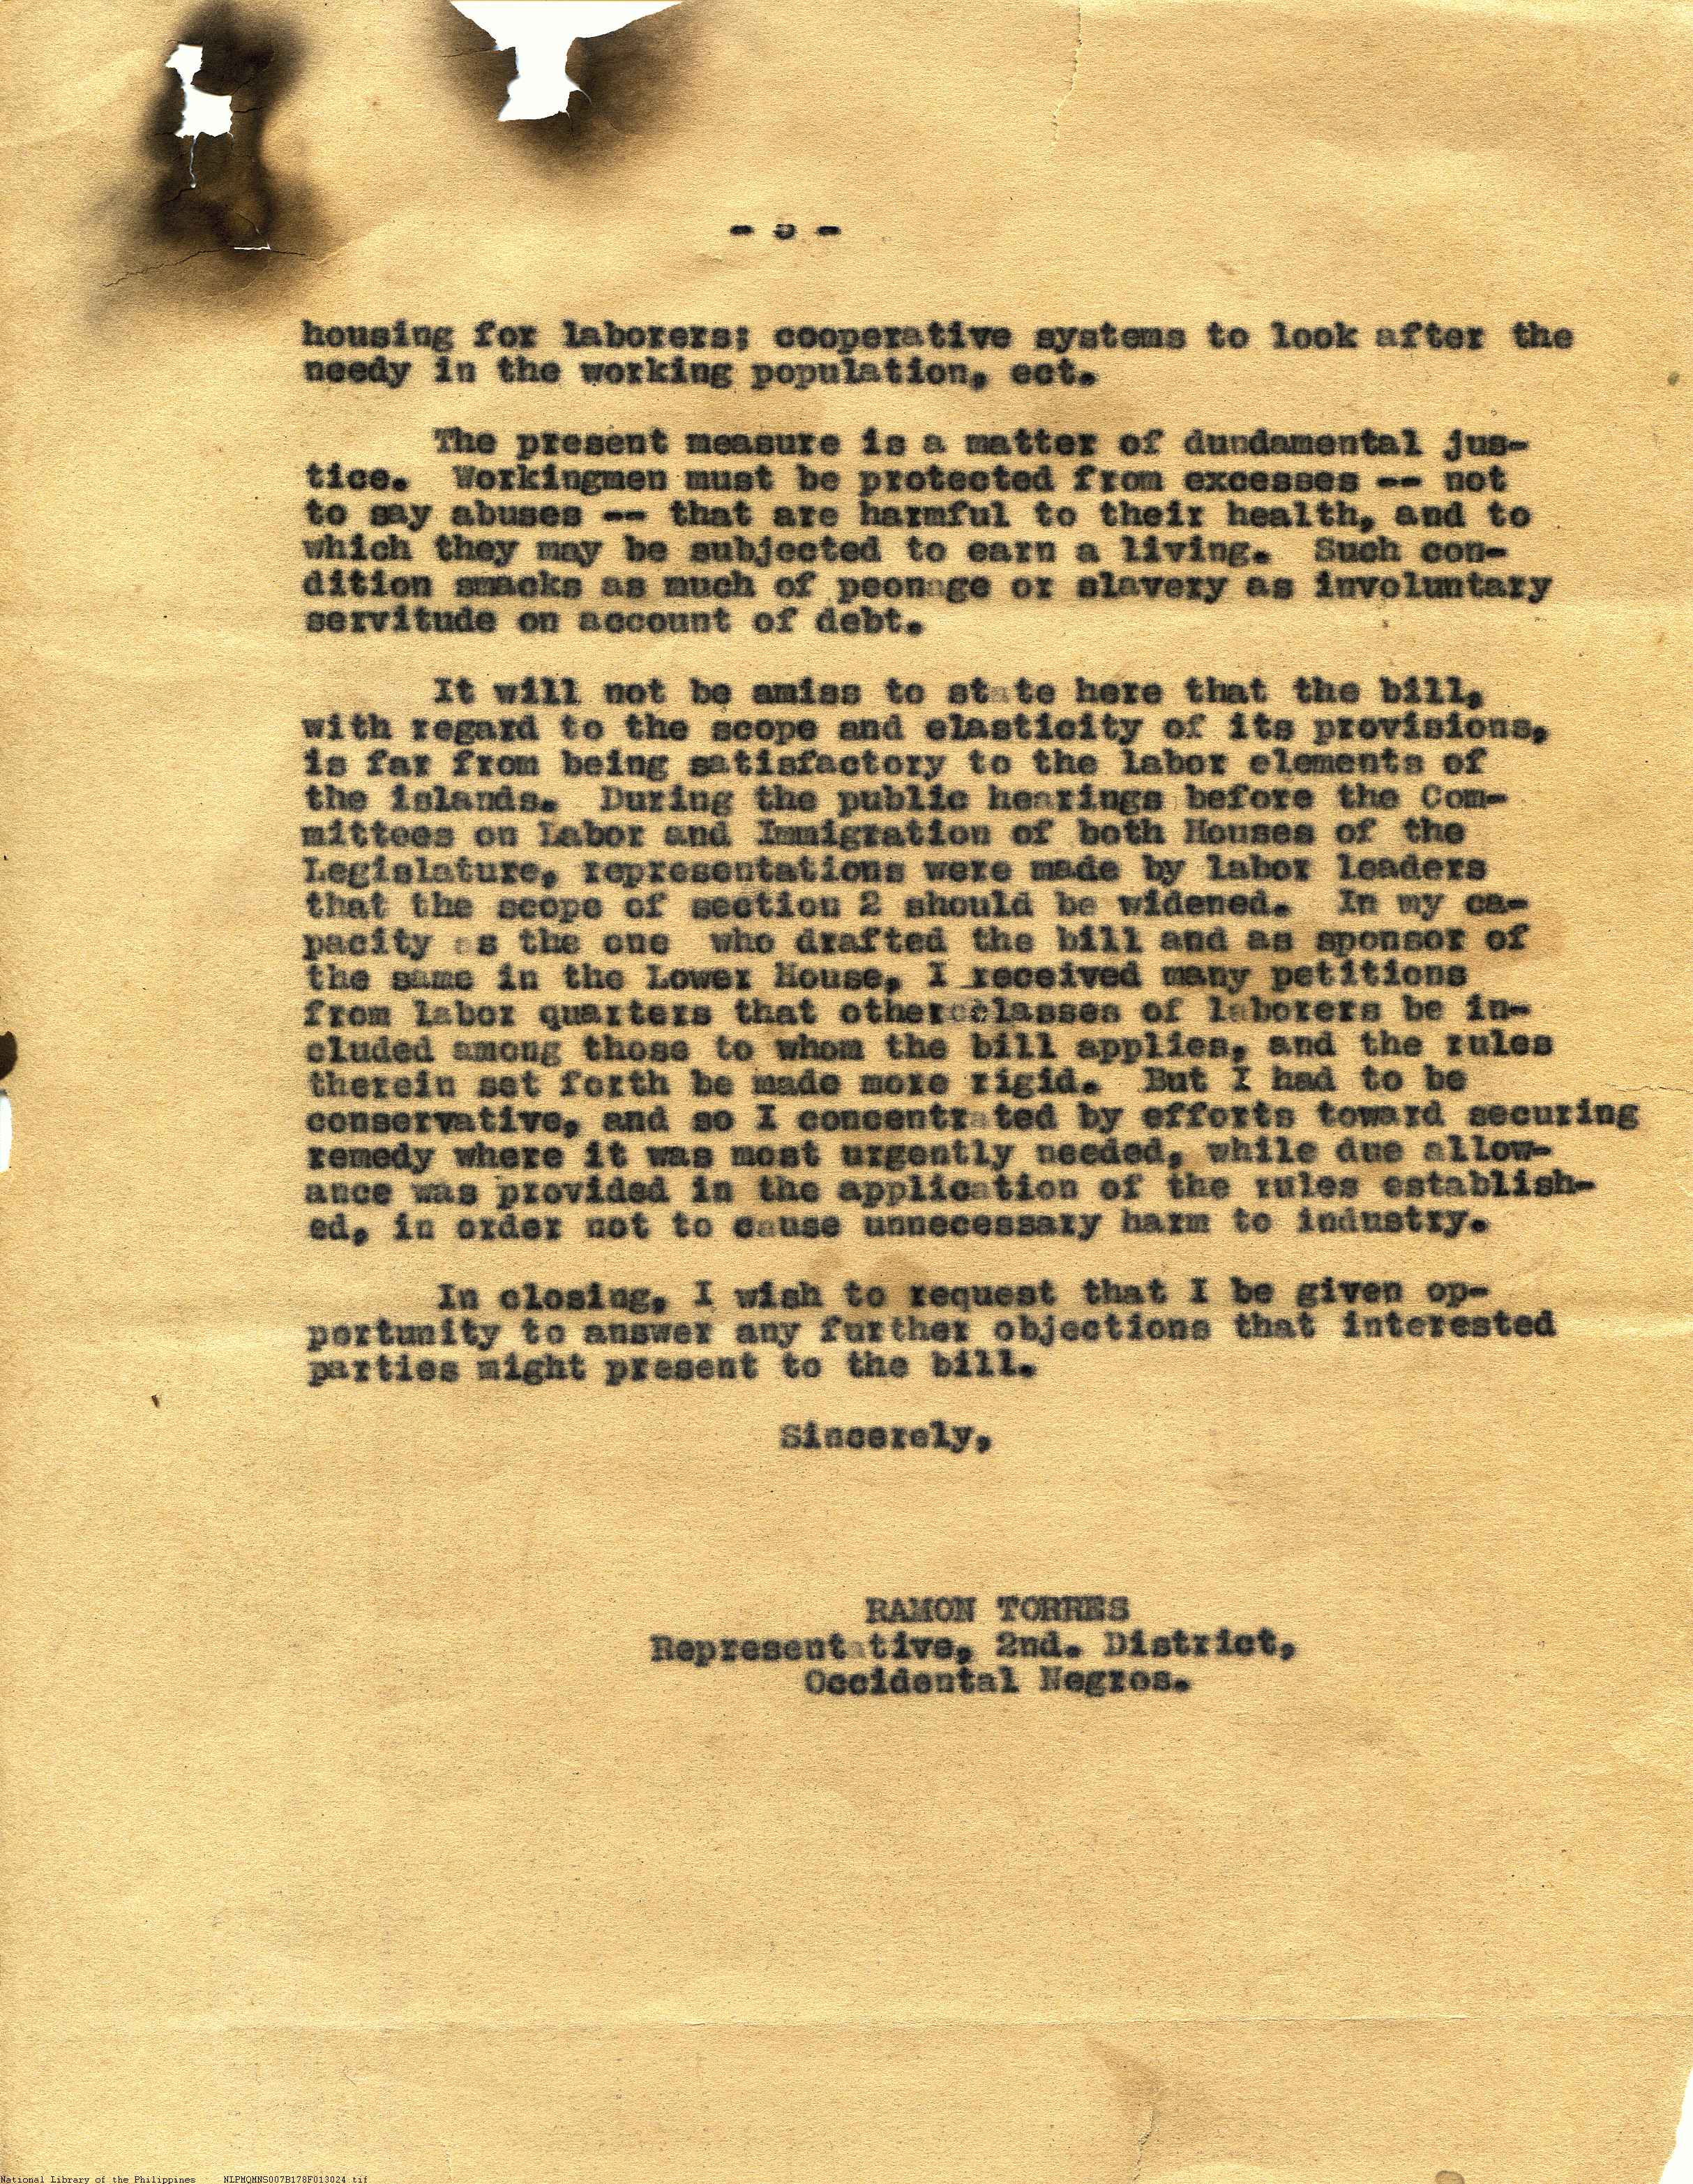 housing for laborers; cooperative systems to look after the
needy in the working population, ect.
The present measure is a matter of dundamental jus-
tice. Workingmen must be protected from excesses -- not
to say abuses -- that are harmful to their health, and to
which they may be subjected to earn a living. Such con-
dition smacks as much of peonage or slavery as involuntary
servitude on account of debt.
It will not be amiss to state here that the bill,
with regard to the scope and elasticity of its provisions,
is far from being satisfactory to the labor elements of
the islands. During the public hearings before the Com-
mittees on Labor and Immigration of both Houses of the
Legislature, representations were made by labor leaders
that the scope of section 2 should be widened. In my ca-
pacity as the one who drafted the bill and as sponsor of
the same in the Lower House, I received many petitions
from labor quarters that other classes of laborers be in-
cluded among those to whom the bill applies, and the rules
therein set forth be made more rigid. But I had to be
conservative, and so I concentrated by efforts toward securing
remedy where it was most urgently needed, while due allow-
ance was provided in the application of the rules establish-
ed, in order not to cause unnecessary harm to industry.
In closing, I wish to request that I be given op-
portunity to answer any further objections that interested
parties might present to the bill.
Sincerely,
RAMON TORRES
Representative, 2nd. District,
Occidental Negros.
National Library of the Philippines NLPMQMNS007B178F013024 tif